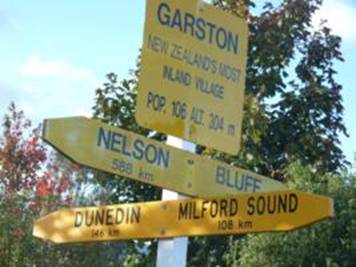 GARSTON
NEW ZEALAND'S MOST
INLAND VILLAGE
POP. 106 ALT. 304 m
NELSON
588 km
BLUFF
km
DUNEDIN
146 km
MILFORD SOUND
108 km